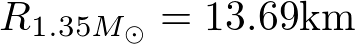 R_{1.35M_⊙} = 13.69km